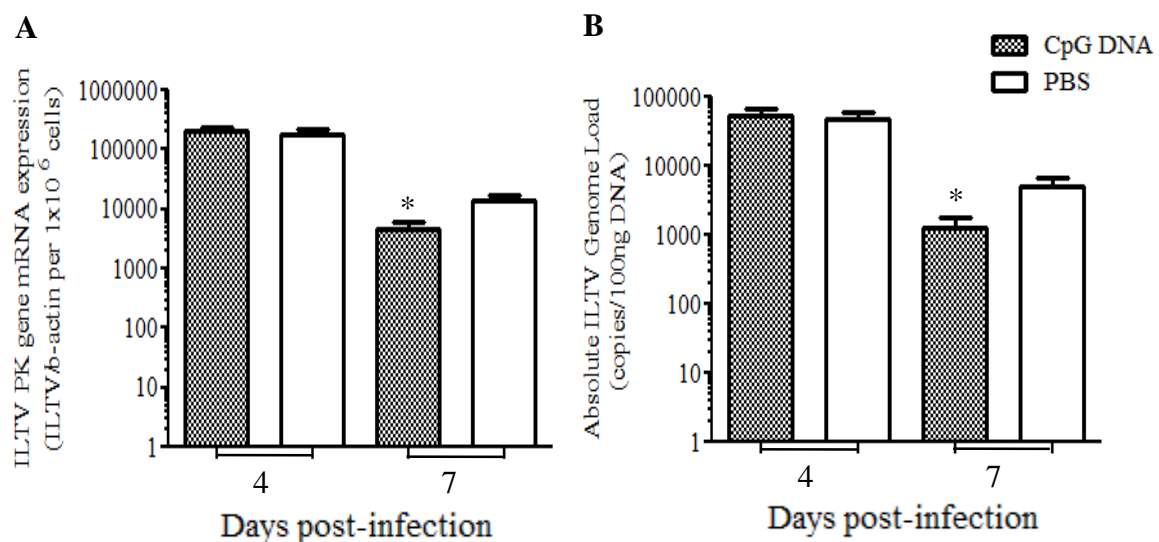 A
ILTV PK gene mRNA expression
(ILTV/b-actin per 1x10 6 cells)
1000000
100000
10000
1000
100
10
1
*
4
7
Days post-infection
B
CpG DNA
PBS
Absolute ILTV Genome Load
(copies/100ng DNA)
100000
10000
1000
100
10
1
*
4
7
Days post-infection